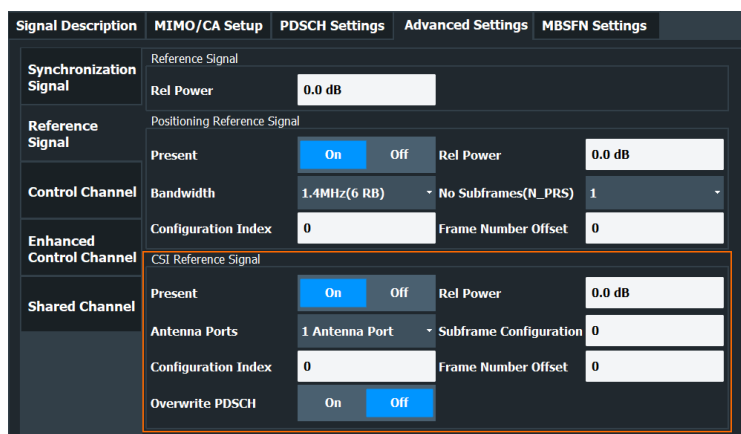 Signal Description MIMO/CA Setup PDSCH Settings Advanced Settings MBSFN Settings
Synchronization Signal
Reference Signal
Control Channel
Enhanced Control Channel
Shared Channel
Reference Signal
Rel Power 0.0 dB
Positioning Reference Signal
Present On Off Rel Power 0.0 dB
Bandwidth 1.4MHz(6 RB) No Subframes(N_PRS) 1
Configuration Index 0 Frame Number Offset 0
CSI Reference Signal
Present On Off Rel Power 0.0 dB
Antenna Ports 1 Antenna Port Subframe Configuration 0
Configuration Index 0 Frame Number Offset 0
Overwrite PDSCH On Off